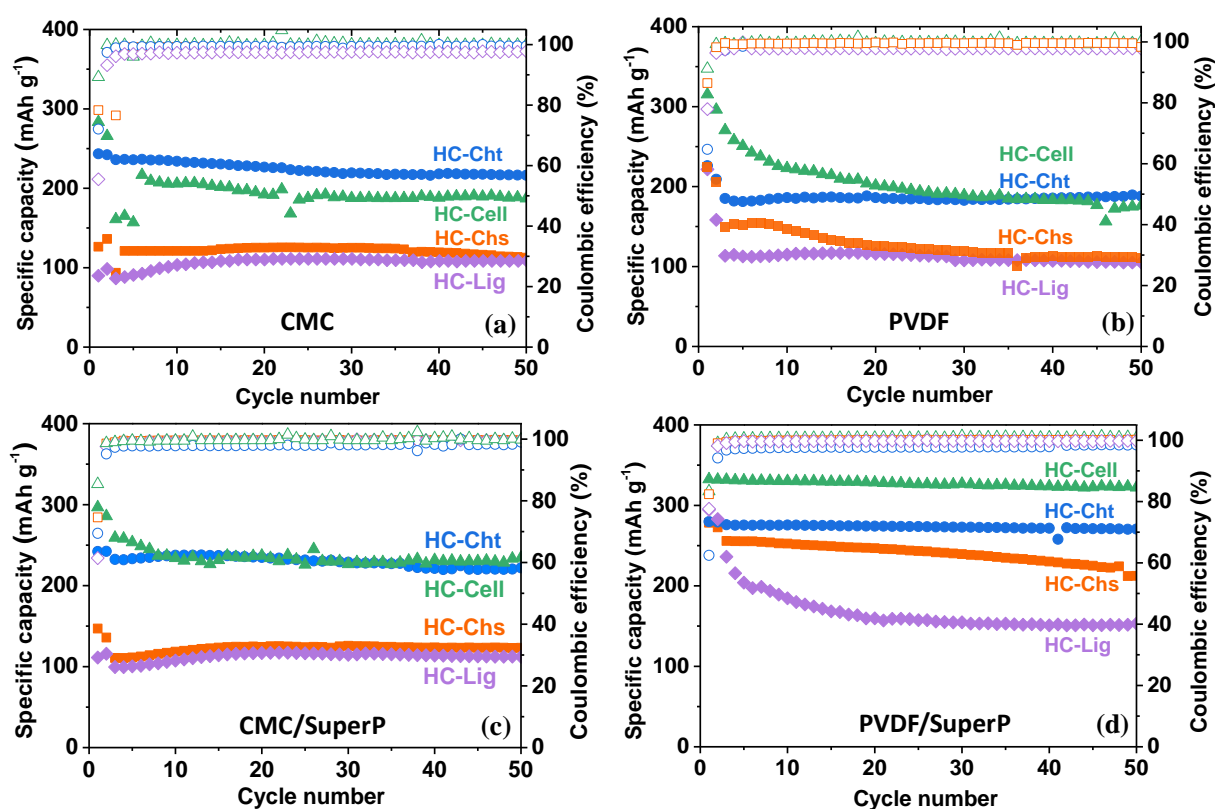 400
300
200
100
0
Specific capacity (mAh g⁻¹)
100
80
60
40
20
0
Coulombic efficiency (%)
HC-Cht
HC-Cell
HC-Chs
HC-Lig
CMC
(a)
0 10 20 30 40 50
Cycle number
400
300
200
100
0
Specific capacity (mAh g⁻¹)
100
80
60
40
20
0
Coulombic efficiency (%)
HC-Cell
HC-Cht
HC-Chs
HC-Lig
PVDF
(b)
0 10 20 30 40 50
Cycle number
400
300
200
100
0
Specific capacity (mAh g⁻¹)
100
80
60
40
20
0
Coulombic efficiency (%)
HC-Cht
HC-Cell
HC-Chs
HC-Lig
CMC/SuperP
(c)
0 10 20 30 40 50
Cycle number
400
300
200
100
0
Specific capacity (mAh g⁻¹)
100
80
60
40
20
0
Coulombic efficiency (%)
HC-Cell
HC-Cht
HC-Chs
HC-Lig
PVDF/SuperP
(d)
0 10 20 30 40 50
Cycle number